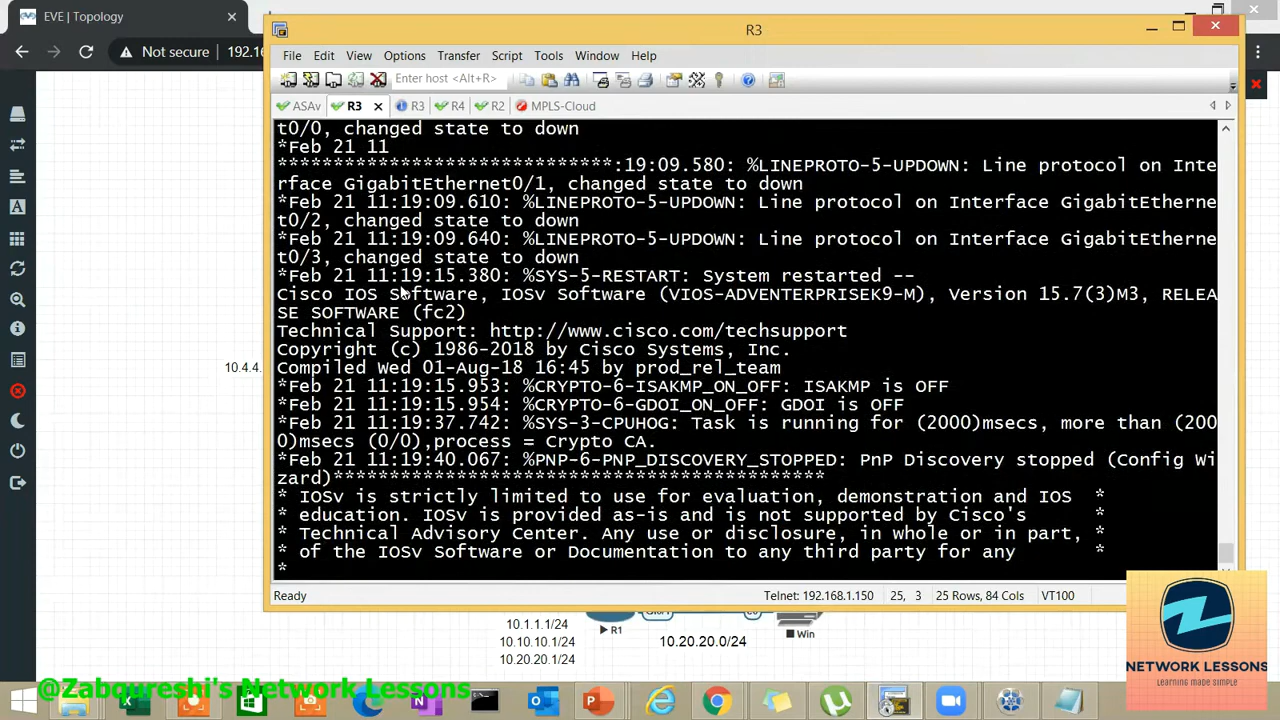 EVE | Topology
R3
Not secure
192.16
File Edit View Options Transfer Script Tools Window Help
Enter host <Alt+R>
ASAv
R3
R3
R4
R2
MPLS-Cloud
t0/0, changed state to down
*Feb 21 11
******************************:19:09.580: %LINEPROTO-5-UPDOWN: Line protocol on Inte
rface GigabitEthernet0/1, changed state to down
*Feb 21 11:19:09.610: %LINEPROTO-5-UPDOWN: Line protocol on Interface GigabitEtherne
t0/2, changed state to down
*Feb 21 11:19:09.640: %LINEPROTO-5-UPDOWN: Line protocol on Interface GigabitEtherne
t0/3, changed state to down
*Feb 21 11:19:15.380: %SYS-5-RESTART: System restarted --
Cisco IOS Software, IOSv Software (VIOS-ADVENTERPRISEK9-M), Version 15.7(3)M3, RELEA
SE SOFTWARE (fc2)
Technical Support: http://www.cisco.com/techsupport
Copyright (c) 1986-2018 by Cisco Systems, Inc.
Compiled Wed 01-Aug-18 16:45 by prod_rel_team
*Feb 21 11:19:15.953: %CRYPTO-6-ISAKMP_ON_OFF: ISAKMP is OFF
*Feb 21 11:19:15.954: %CRYPTO-6-GDOI_ON_OFF: GDOI is OFF
*Feb 21 11:19:37.742: %SYS-3-CPUHOG: Task is running for (2000)msecs, more than (200
0)msecs (0/0),process = Crypto CA.
*Feb 21 11:19:40.067: %PNP-6-PNP_DISCOVERY_STOPPED: PnP Discovery stopped (Config Wi
zard)********************************************
* IOSv is strictly limited to use for evaluation, demonstration and IOS *
* education. IOSv is provided as-is and is not supported by Cisco's *
* Technical Advisory Center. Any use or disclosure, in whole or in part, *
* of the IOSv Software or Documentation to any third party for any *
*
10.4.4.
Ready
Telnet: 192.168.1.150
25, 3
25 Rows, 84 Cols
VT100
10.1.1.1/24
R1
Win
10.10.10.1/24
10.20.20.0/24
10.20.20.1/24
NETWORK LESSONS
Learning made simple
@Zabqureshi's Network Lessons